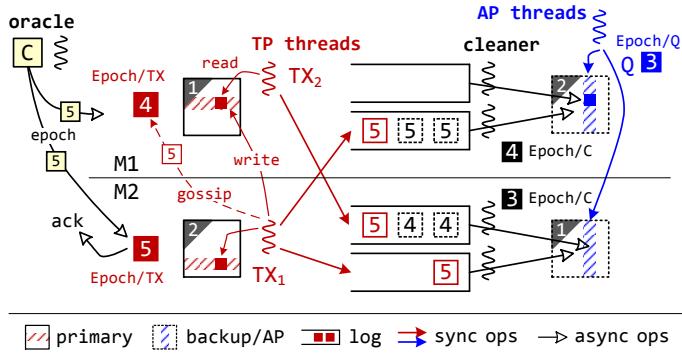 oracle
AP threads
C
TP threads
cleaner
Epoch/Q
Q 3
Epoch/TX
read
TX2
1
2
4
5
epoch
5
5
5 5 5
4 Epoch/C
write
M1
M2
3 Epoch/C
gossip
ack
5
2
5 4 4
1
Epoch/TX
TX1
5
primary
backup/AP
log
sync ops
async ops